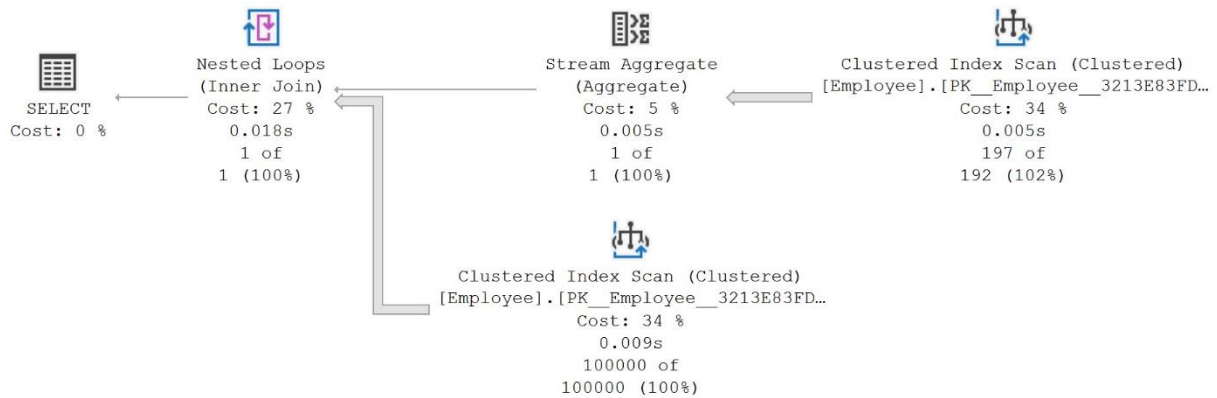 SELECT
Cost: 0 %
Nested Loops
(Inner Join)
Cost: 27 %
0.018s
1 of
1 (100%)
Stream Aggregate
(Aggregate)
Cost: 5 %
0.005s
1 of
1 (100%)
Clustered Index Scan (Clustered)
[Employee].[PK__Employee__3213E83FD…
Cost: 34 %
0.005s
197 of
192 (102%)
Clustered Index Scan (Clustered)
[Employee].[PK__Employee__3213E83FD…
Cost: 34 %
0.009s
100000 of
100000 (100%)